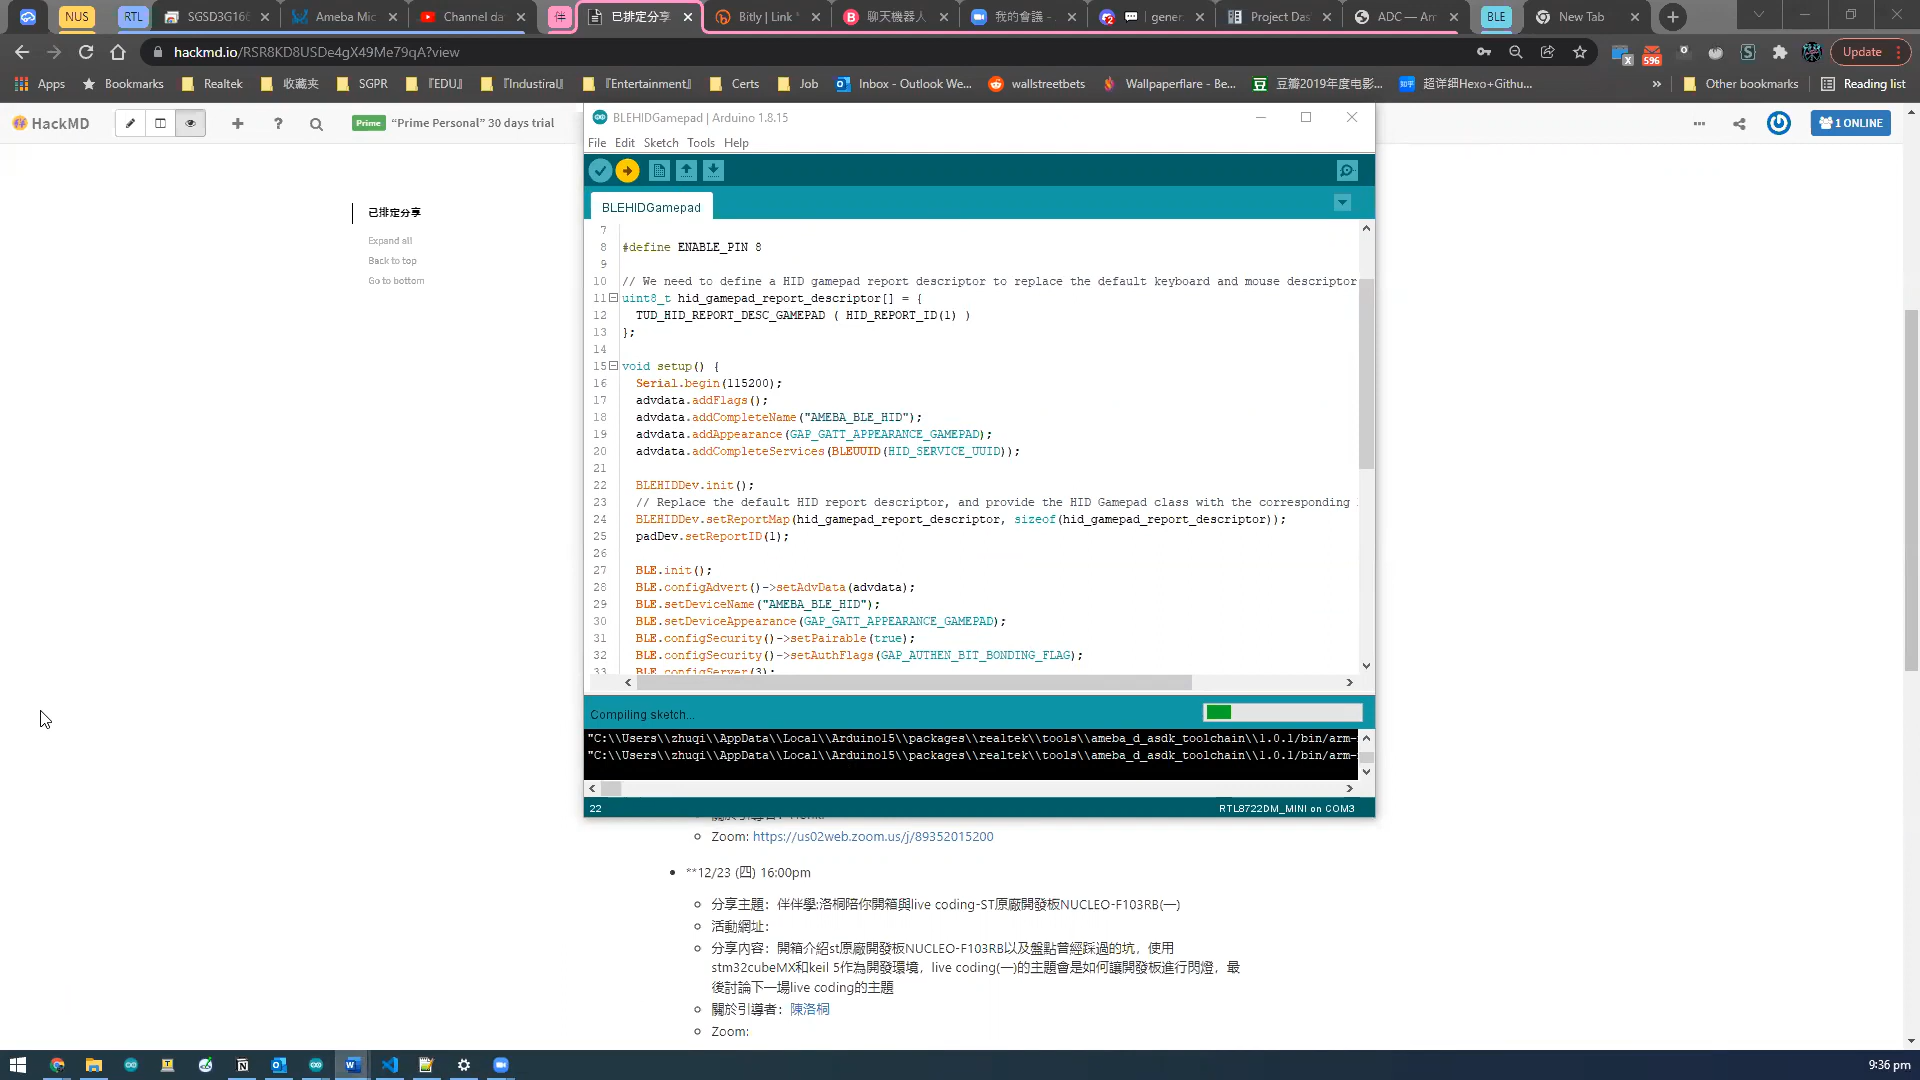 NUS
RTL
SGSD3G16
Ameba Mic
Channel da
伴
已排定分享
Bitly | Link
聊天機器人
我的會議 -
| gener
Project Das
ADC — Am
BLE
New Tab
hackmd.io/RSR8KD8USDe4gX49Me79qA?view
596
Update
Apps
Bookmarks
Realtek
收藏夹
SGPR
『EDU』
『Industiral』
『Entertainment』
Certs
Job
Inbox - Outlook We...
wallstreetbets
Wallpaperflare - Be...
豆瓣2019年度电影...
超详细Hexo+Githu...
»
Other bookmarks
Reading list
HackMD
Prime "Prime Personal" 30 days trial
1 ONLINE
已排定分享
Expand all
Back to top
Go to bottom
BLEHIDGamepad | Arduino 1.8.15
File Edit Sketch Tools Help
BLEHIDGamepad
7
8 #define ENABLE_PIN 8
9
10 // We need to define a HID gamepad report descriptor to replace the default keyboard and mouse descriptor
11 uint8_t hid_gamepad_report_descriptor[] = {
12 TUD_HID_REPORT_DESC_GAMEPAD ( HID_REPORT_ID(1) )
13 };
14
15 void setup() {
16 Serial.begin(115200);
17 advdata.addFlags();
18 advdata.addCompleteName("AMEBA_BLE_HID");
19 advdata.addAppearance(GAP_GATT_APPEARANCE_GAMEPAD);
20 advdata.addCompleteServices(BLEUUID(HID_SERVICE_UUID));
21
22 BLEHIDDev.init();
23 // Replace the default HID report descriptor, and provide the HID Gamepad class with the corresponding
24 BLEHIDDev.setReportMap(hid_gamepad_report_descriptor, sizeof(hid_gamepad_report_descriptor));
25 padDev.setReportID(1);
26
27 BLE.init();
28 BLE.configAdvert()->setAdvData(advdata);
29 BLE.setDeviceName("AMEBA_BLE_HID");
30 BLE.setDeviceAppearance(GAP_GATT_APPEARANCE_GAMEPAD);
31 BLE.configSecurity()->setPairable(true);
32 BLE.configSecurity()->setAuthFlags(GAP_AUTHEN_BIT_BONDING_FLAG);
33 BLE.configServer(3);
Compiling sketch...
"C:\\Users\\zhuqi\\AppData\\Local\\Arduino15\\packages\\realtek\\tools\\ameba_d_asdk_toolchain\\1.0.1/bin/arm-
"C:\\Users\\zhuqi\\AppData\\Local\\Arduino15\\packages\\realtek\\tools\\ameba_d_asdk_toolchain\\1.0.1/bin/arm-
22
RTL8722DM_MINI on COM3
Zoom: https://us02web.zoom.us/j/89352015200
**12/23 (四) 16:00pm
分享主題：伴伴學;洛桐陪你開箱與live coding-ST原廠開發板NUCLEO-F103RB(一)
活動網址：
分享內容：開箱介紹st原廠開發板NUCLEO-F103RB以及盤點曾經踩過的坑，使用
stm32cubeMX和keil 5作為開發環境，live coding(一)的主題會是如何讓開發板進行閃燈，最
後討論下一場live coding的主題
關於引導者：陳洛桐
Zoom:
9:36 pm